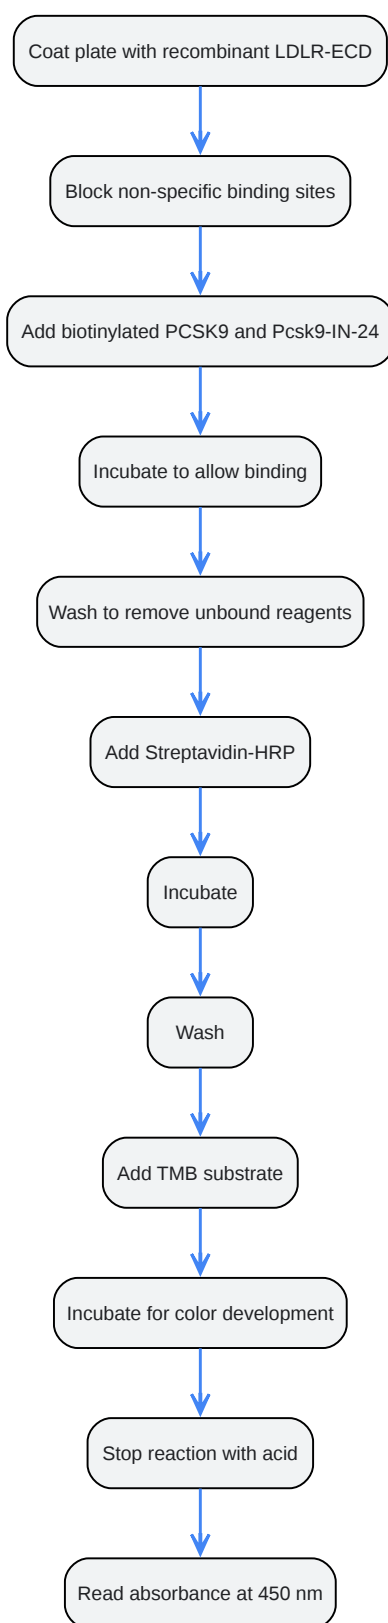 Coat plate with recombinant LDLR-ECD
Block non-specific binding sites
Add biotinylated PCSK9 and Pcsk9-IN-24
Incubate to allow binding
Wash to remove unbound reagents
Add Streptavidin-HRP
Incubate
Wash
Add TMB substrate
Incubate for color development
Stop reaction with acid
Read absorbance at 450 nm